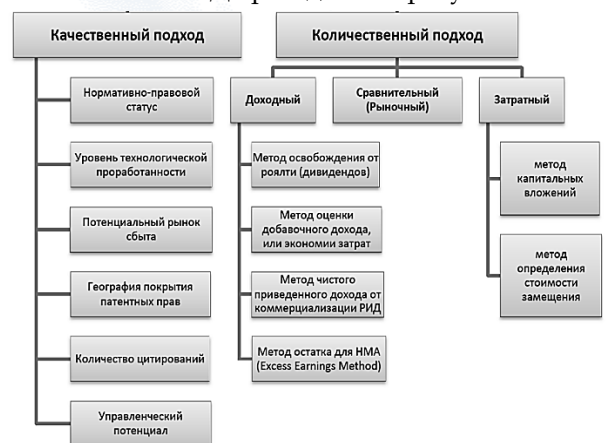 Качественный подход
Нормативно-правовой
статус
Уровень технологической
проработанности
Потенциальный рынок
сбыта
География покрытия
патентных прав
Количество цитирований
Управленческий
потенциал
Количественный подход
Доходный
Метод освобождения от
роялти (дивидендов)
Метод оценки
добавочного дохода,
или экономии затрат
Метод чистого
приведенного дохода от
коммерциализации РИД
Метод остатка для НМА
(Excess Earnings Method)
Сравнительный
(Рыночный)
Затратный
метод
капитальных
вложений
метод
определения
стоимости
замещения